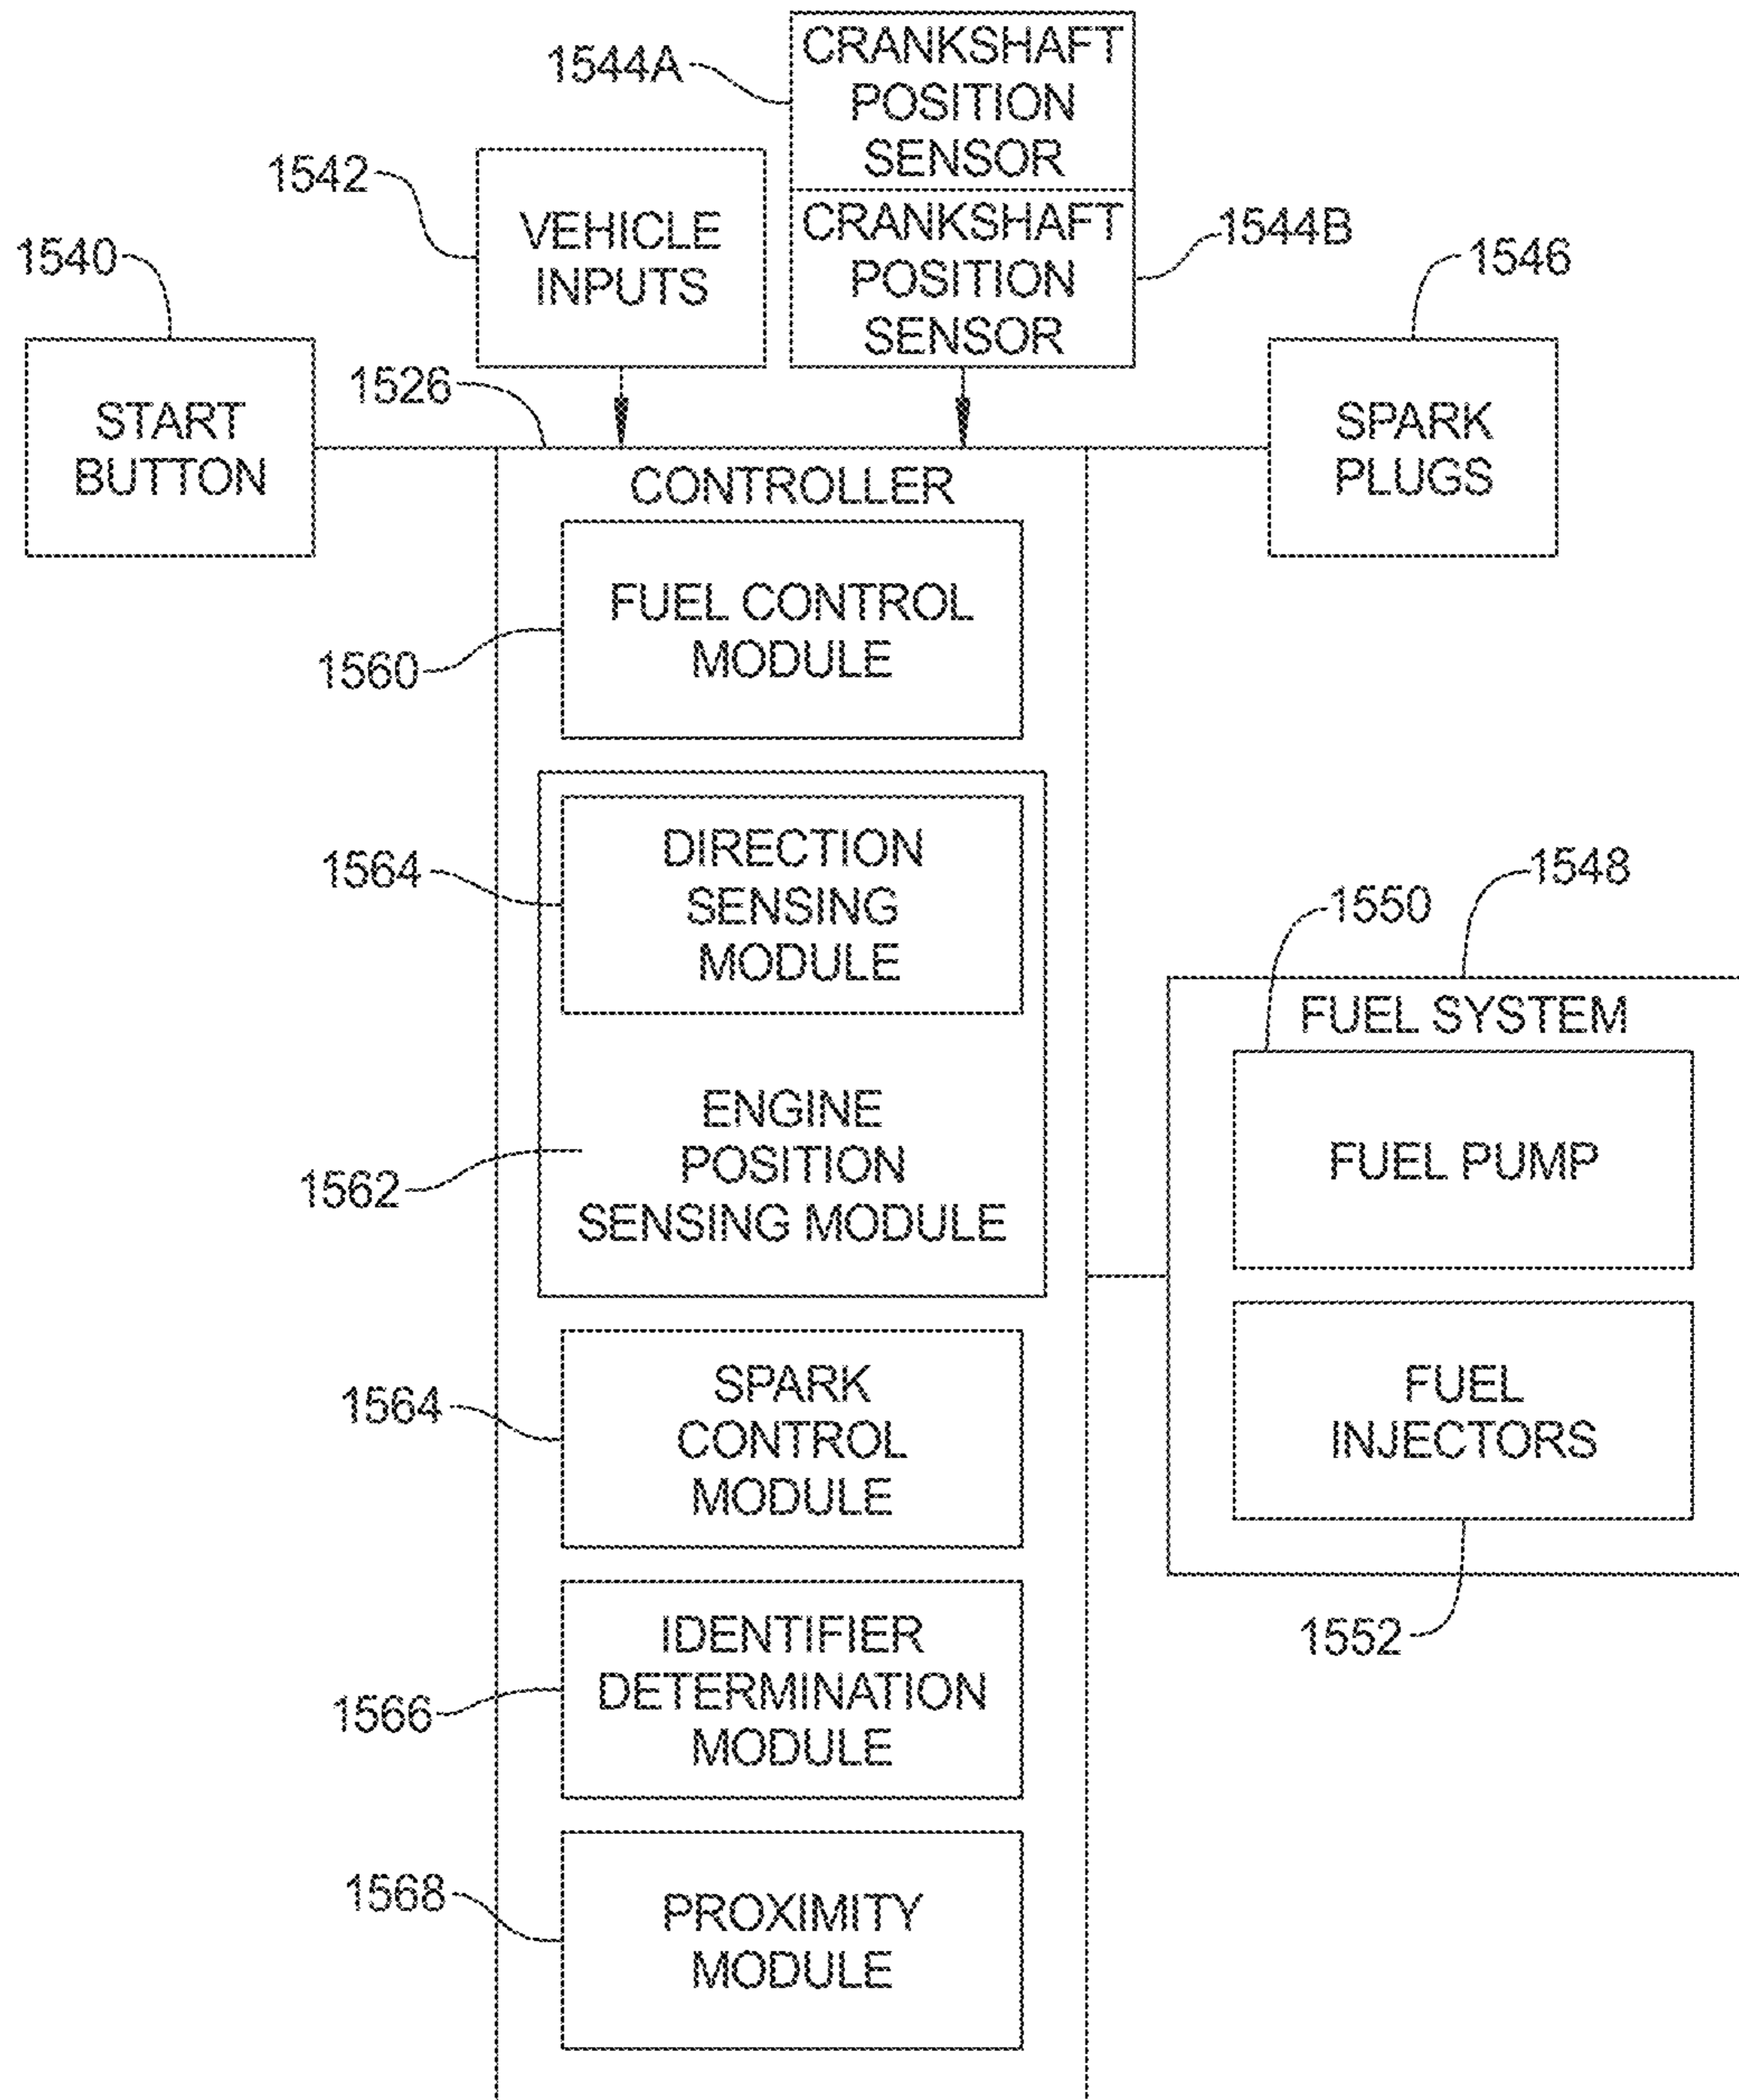 1544A
CRANKSHAFT
POSITION
SENSOR
1542
VEHICLE
INPUTS
CRANKSHAFT
POSITION
SENSOR
1544B
1540
START
BUTTON
1526
1546
SPARK
PLUGS
CONTROLLER
FUEL CONTROL
MODULE
1560
DIRECTION
SENSING
MODULE
1564
ENGINE
POSITION
SENSING MODULE
1562
SPARK
CONTROL
MODULE
1564
IDENTIFIER
DETERMINATION
MODULE
1566
PROXIMITY
MODULE
1568
1548
1550
FUEL SYSTEM
FUEL PUMP
FUEL
INJECTORS
1552